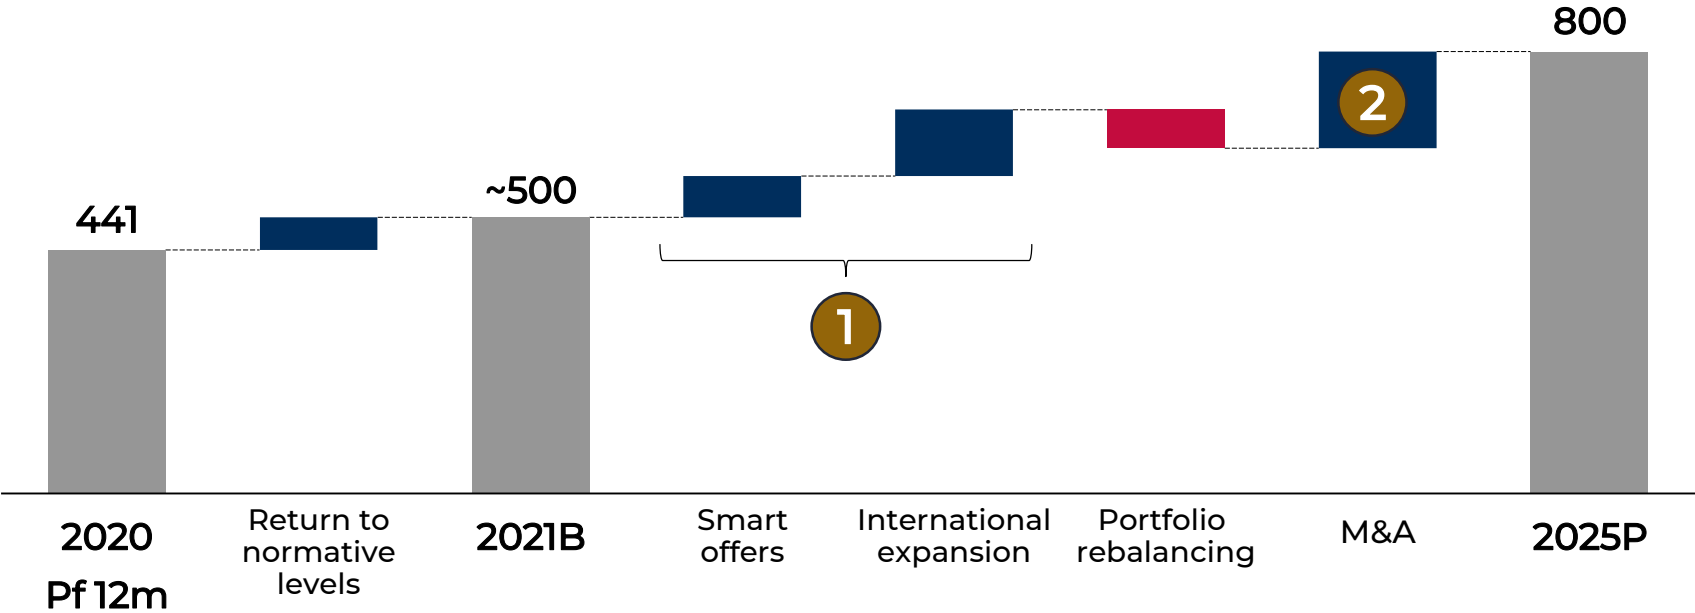 800
2
~500
441
1
2020
Pf 12m
Return to
normative
levels
2021B
Smart
offers
International
expansion
Portfolio
rebalancing
M&A
2025P